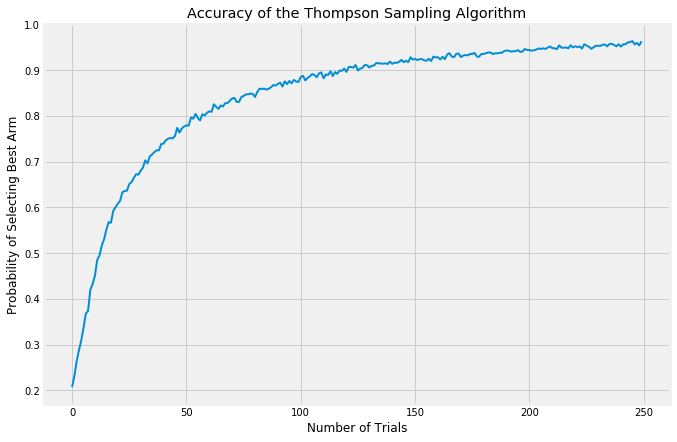 Accuracy of the Thompson Sampling Algorithm
1.0
0.9
0.8
0.7
0.6
0.5
0.4
0.3
0.2
Probability of Selecting Best Arm
0 50 100 150 200 250
Number of Trials